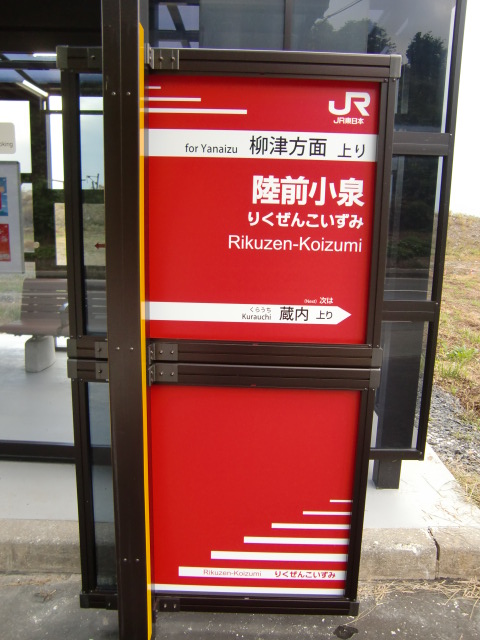 JR
JR東日本
for Yanaizu 柳津方面 上り
陸前小泉
りくぜんこいずみ
Rikuzen-Koizumi
(Next) 次は
くらうち
Kurauchi 蔵内 上り
Rikuzen-Koizumi りくぜんこいずみ